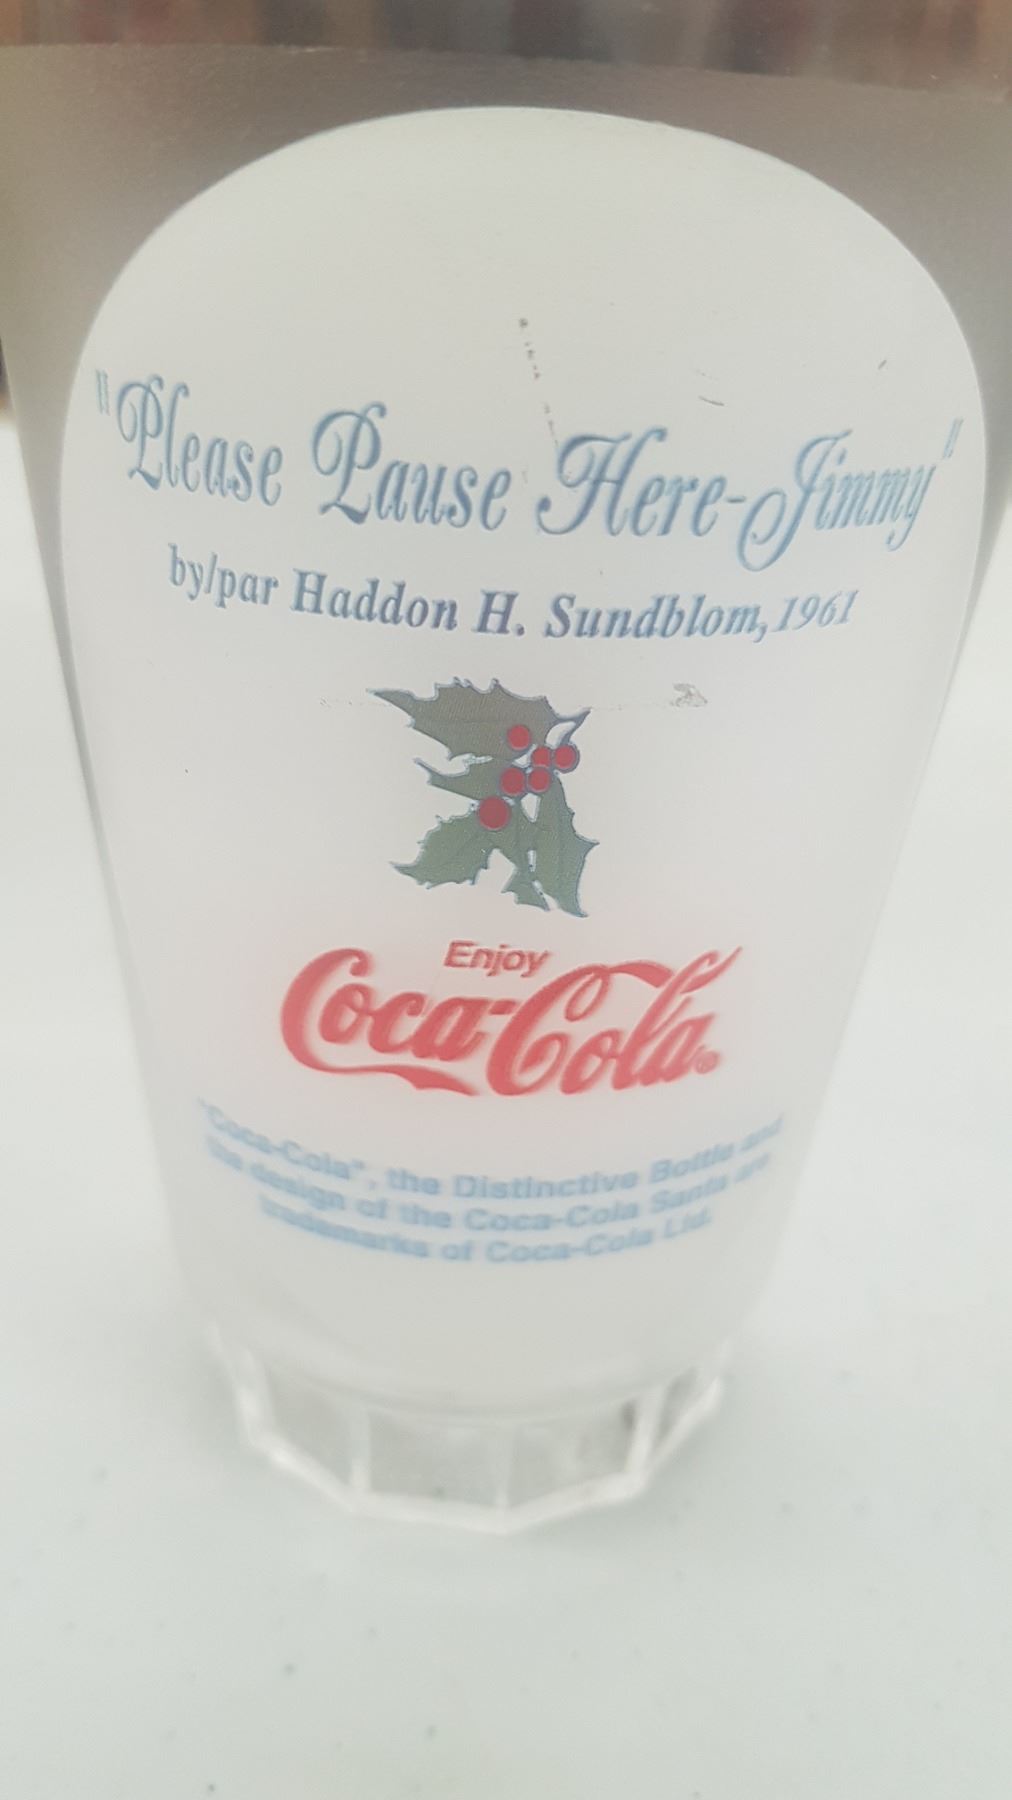 "Please Pause Here-Jimmy"
by/par Haddon H. Sundblom, 1961
Enjoy
Coca-Cola®
"Coca-Cola", the Distinctive Bottle and
the design of the Coca-Cola Santa are
trademarks of Coca-Cola Ltd.